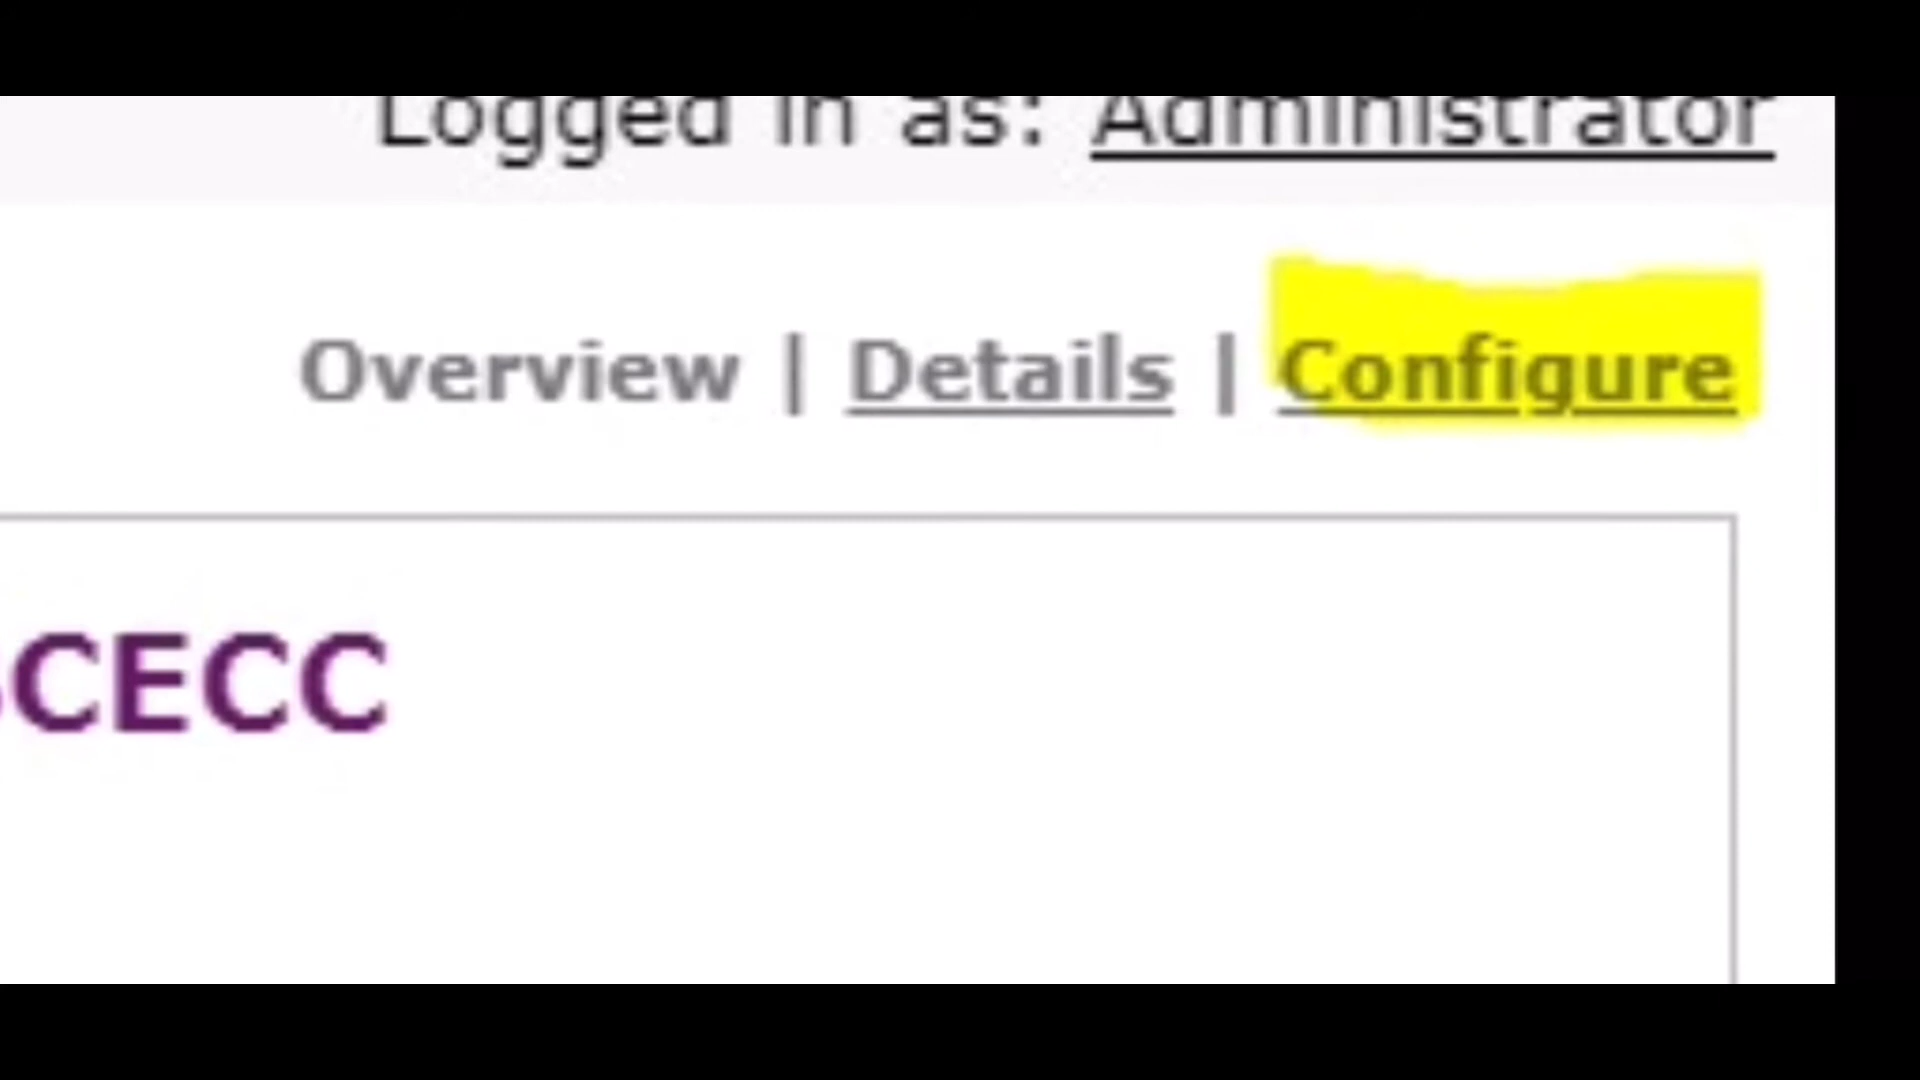 Logged in as: Administrator
Overview | Details | Configure
CECC